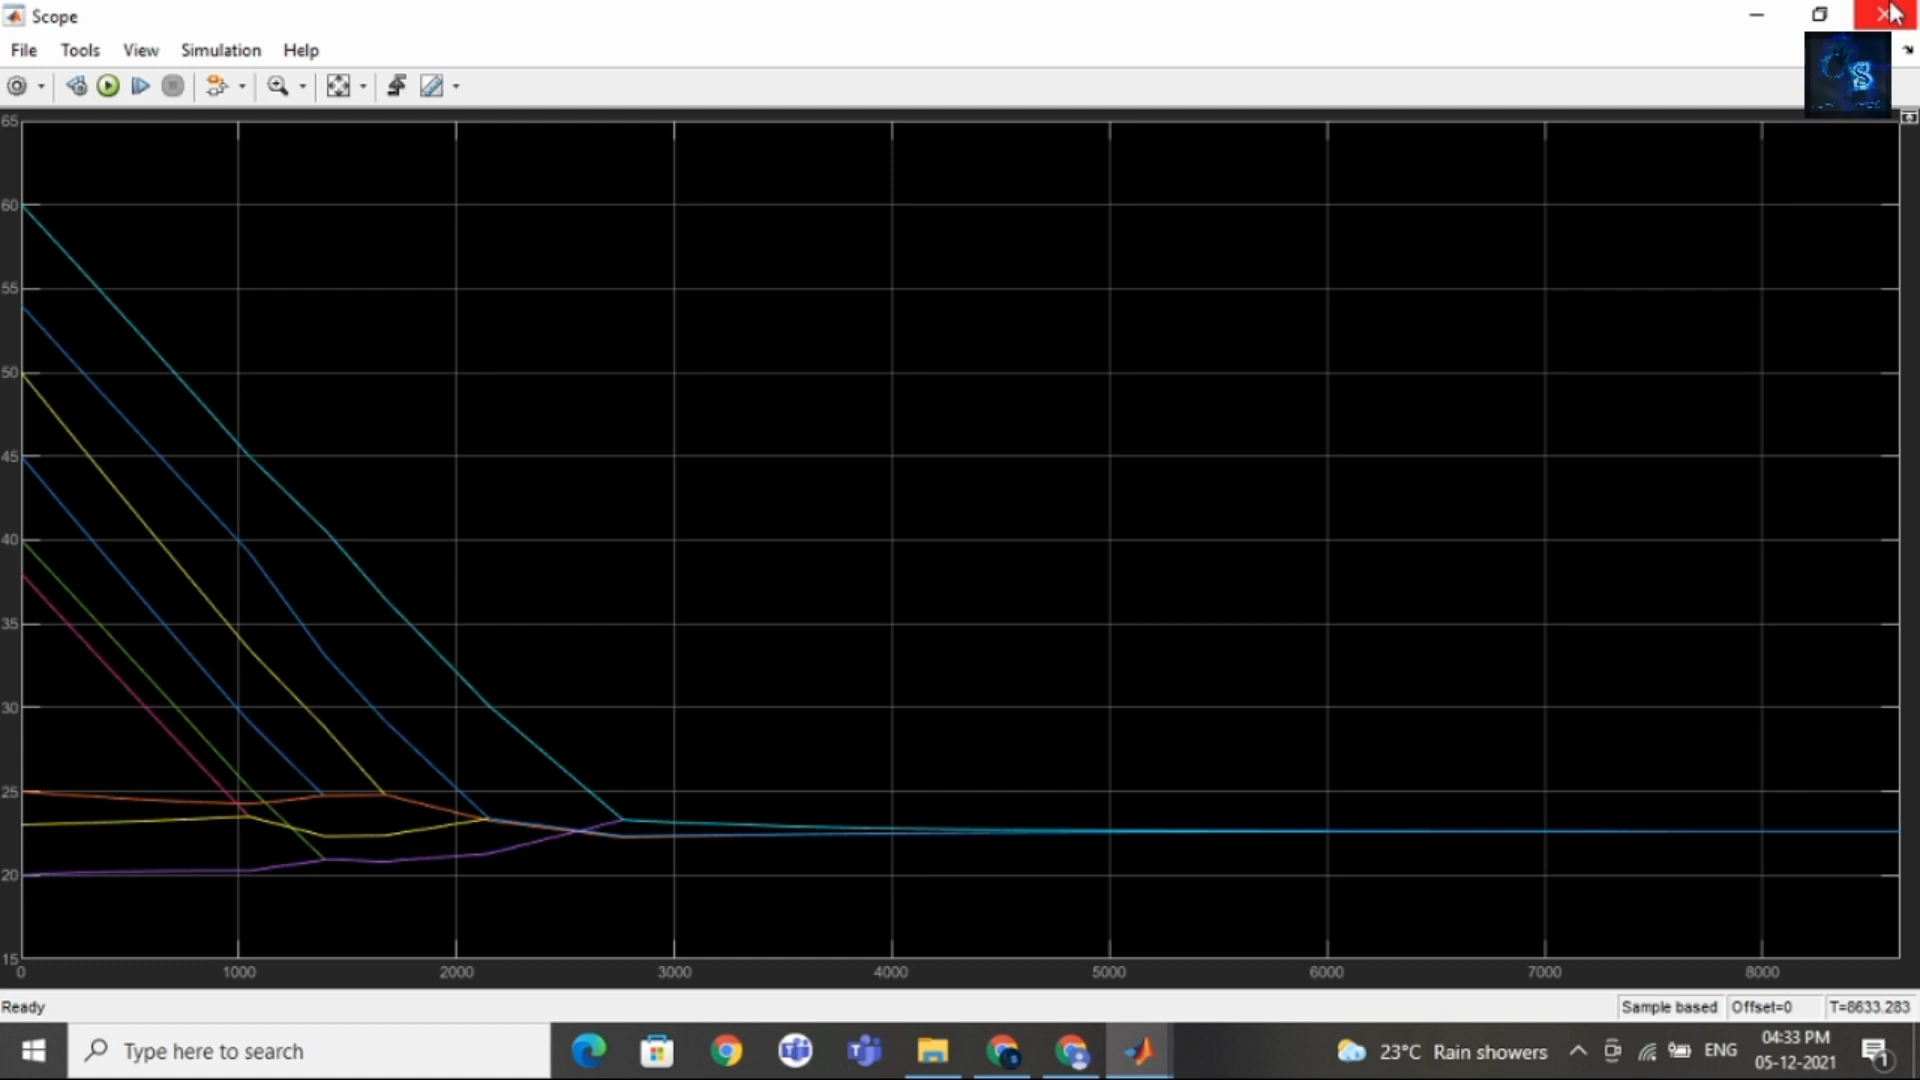 Scope
File Tools View Simulation Help
65
60
55
50
45
40
35
30
25
20
15
0 1000 2000 3000 4000 5000 6000 7000 8000
Ready
Sample based Offset=0 T=8633.283
Type here to search
23°C Rain showers
ENG
04:33 PM
05-12-2021
1